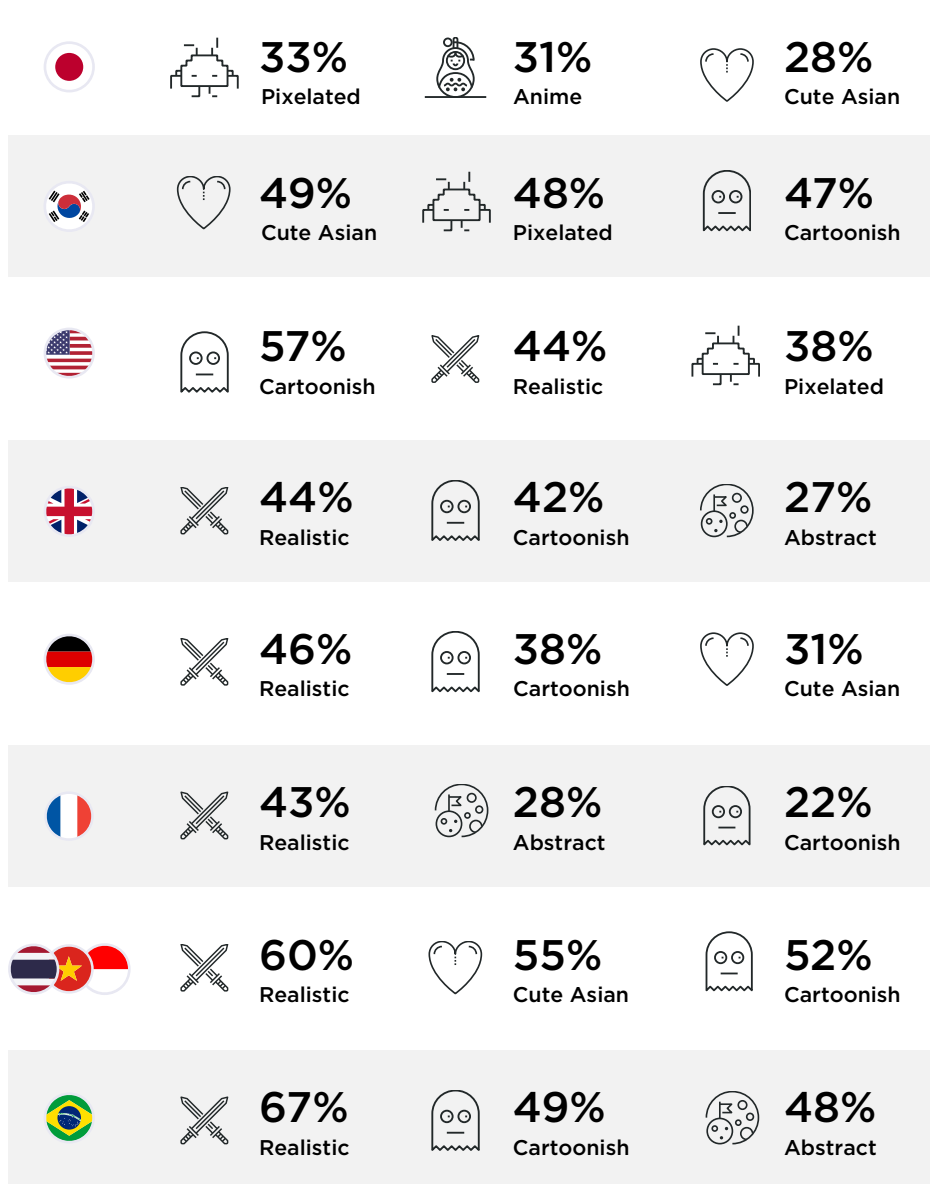 33% 31% 28%
Pixelated Anime Cute Asian
49% 48% 47%
Cute Asian Pixelated Cartoonish
57% 44% 38%
Cartoonish Realistic Pixelated
44% 42% 27%
Realistic Cartoonish Abstract
46% 38% 31%
Realistic Cartoonish Cute Asian
43% 28% 22%
Realistic Abstract Cartoonish
60% 55% 52%
Realistic Cute Asian Cartoonish
67% 49% 48%
Realistic Cartoonish Abstract